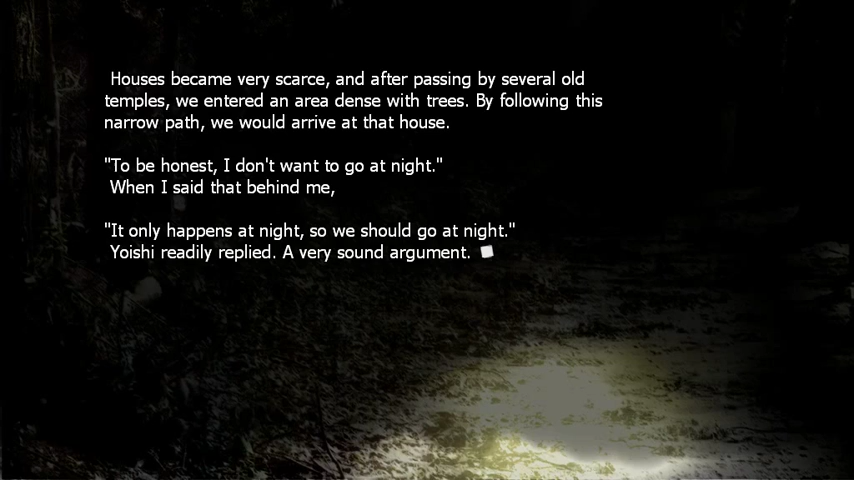 Houses became very scarce, and after passing by several old
temples, we entered an area dense with trees. By following this
narrow path, we would arrive at that house.
"To be honest, I don't want to go at night."
When I said that behind me,
"It only happens at night, so we should go at night."
Yoishi readily replied. A very sound argument.